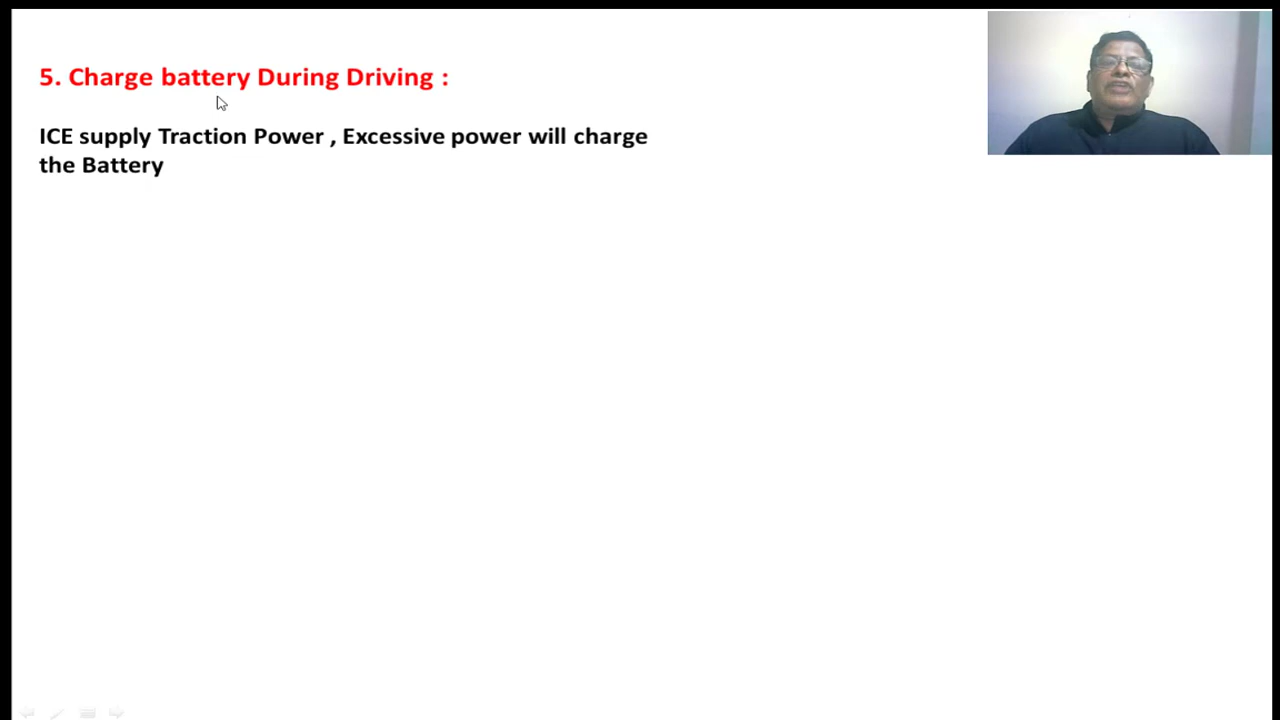 5. Charge battery During Driving :
ICE supply Traction Power , Excessive power will charge
the Battery